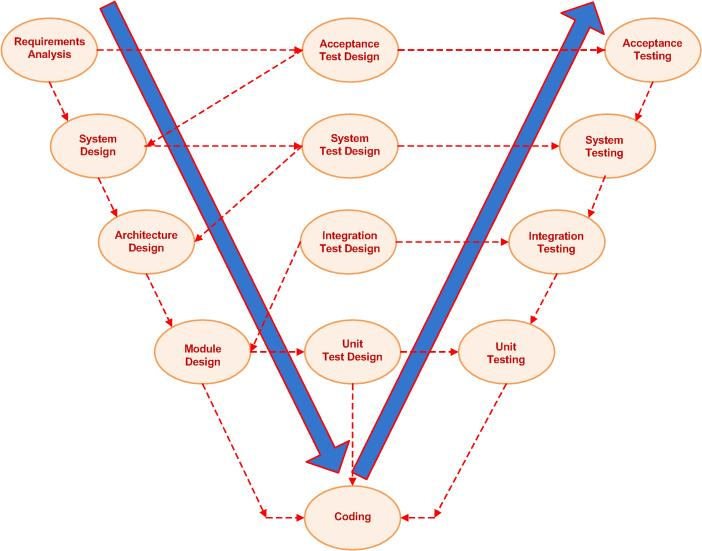 Requirements
Analysis
Acceptance
Test Design
Acceptance
Testing
System
Design
System
Test Design
System
Testing
Architecture
Design
Integration
Test Design
Integration
Testing
Module
Design
Unit
Test Design
Unit
Testing
Coding